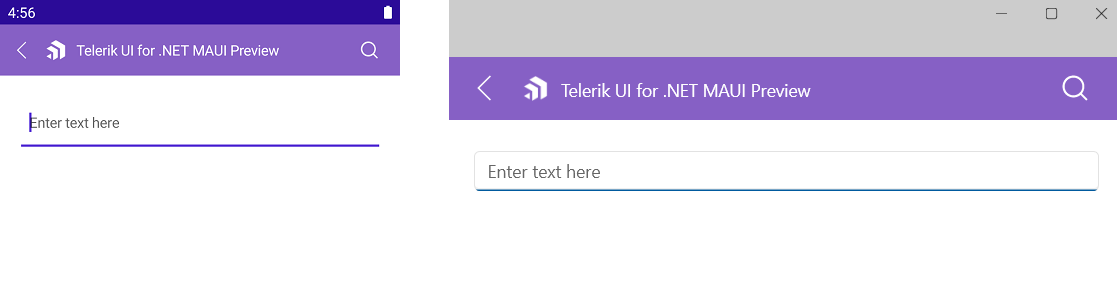 4:56
Telerik UI for .NET MAUI Preview
Enter text here
Telerik UI for .NET MAUI Preview
Enter text here